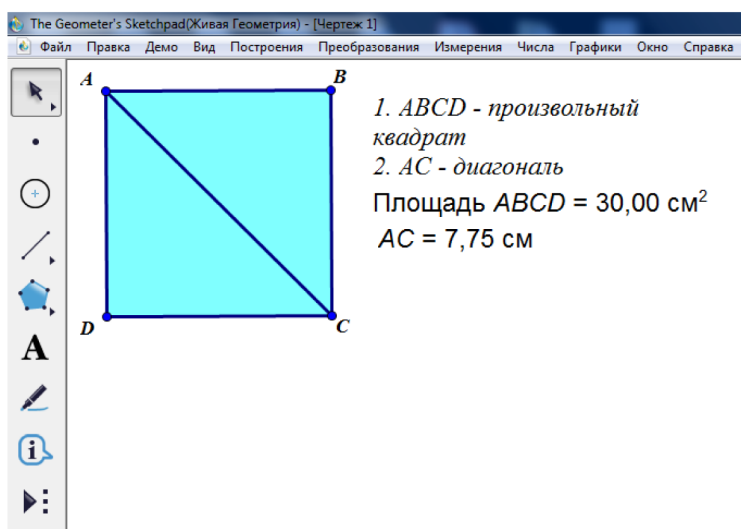 The Geometer's Sketchpad(Живая Геометрия) - [Чертеж 1]
Файл Правка Демо Вид Построения Преобразования Измерения Числа Графики Окно Справка
A
B
1. ABCD - произвольный
квадрат
2. AC - диагональ
Площадь ABCD = 30,00 см²
AC = 7,75 см
D
C
A
i